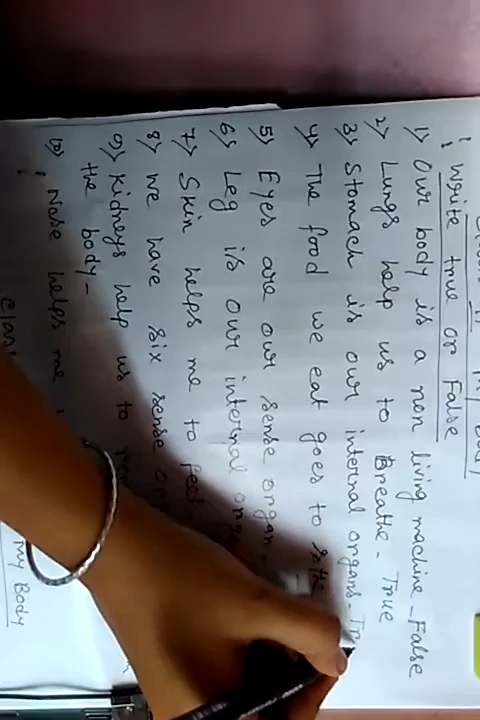 my Body
; Write true or False
1) Our body is a non living machine - False
2) Lungs help us to Breathe - True
3) Stomach is our internal organs -
4) The food we eat goes to
5) Eyes are our sense organ -
6) Leg is our internal
7) Skin helps me to feel
8) We have six sense
9) Kidneys help us to
the body -
10) Nose helps me
my Body